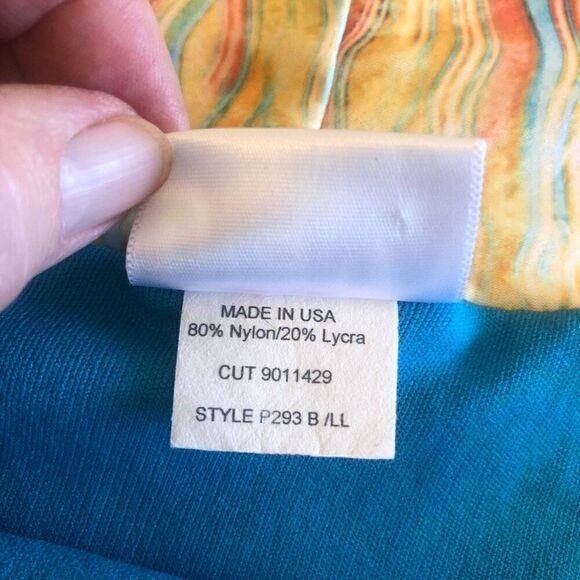 MADE IN USA
80% Nylon/20% Lycra
CUT 9011429
STYLE P293 B /LL